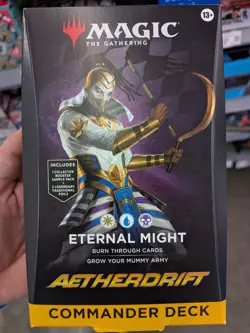 MAGIC
THE GATHERING
13+
INCLUDES
1 COLLECTOR
BOOSTER
SAMPLE PACK
+
2 LEGENDARY
TRADITIONAL
FOILS
ETERNAL MIGHT
BURN THROUGH CARDS
GROW YOUR MUMMY ARMY
AETHERDRIFT
COMMANDER DECK